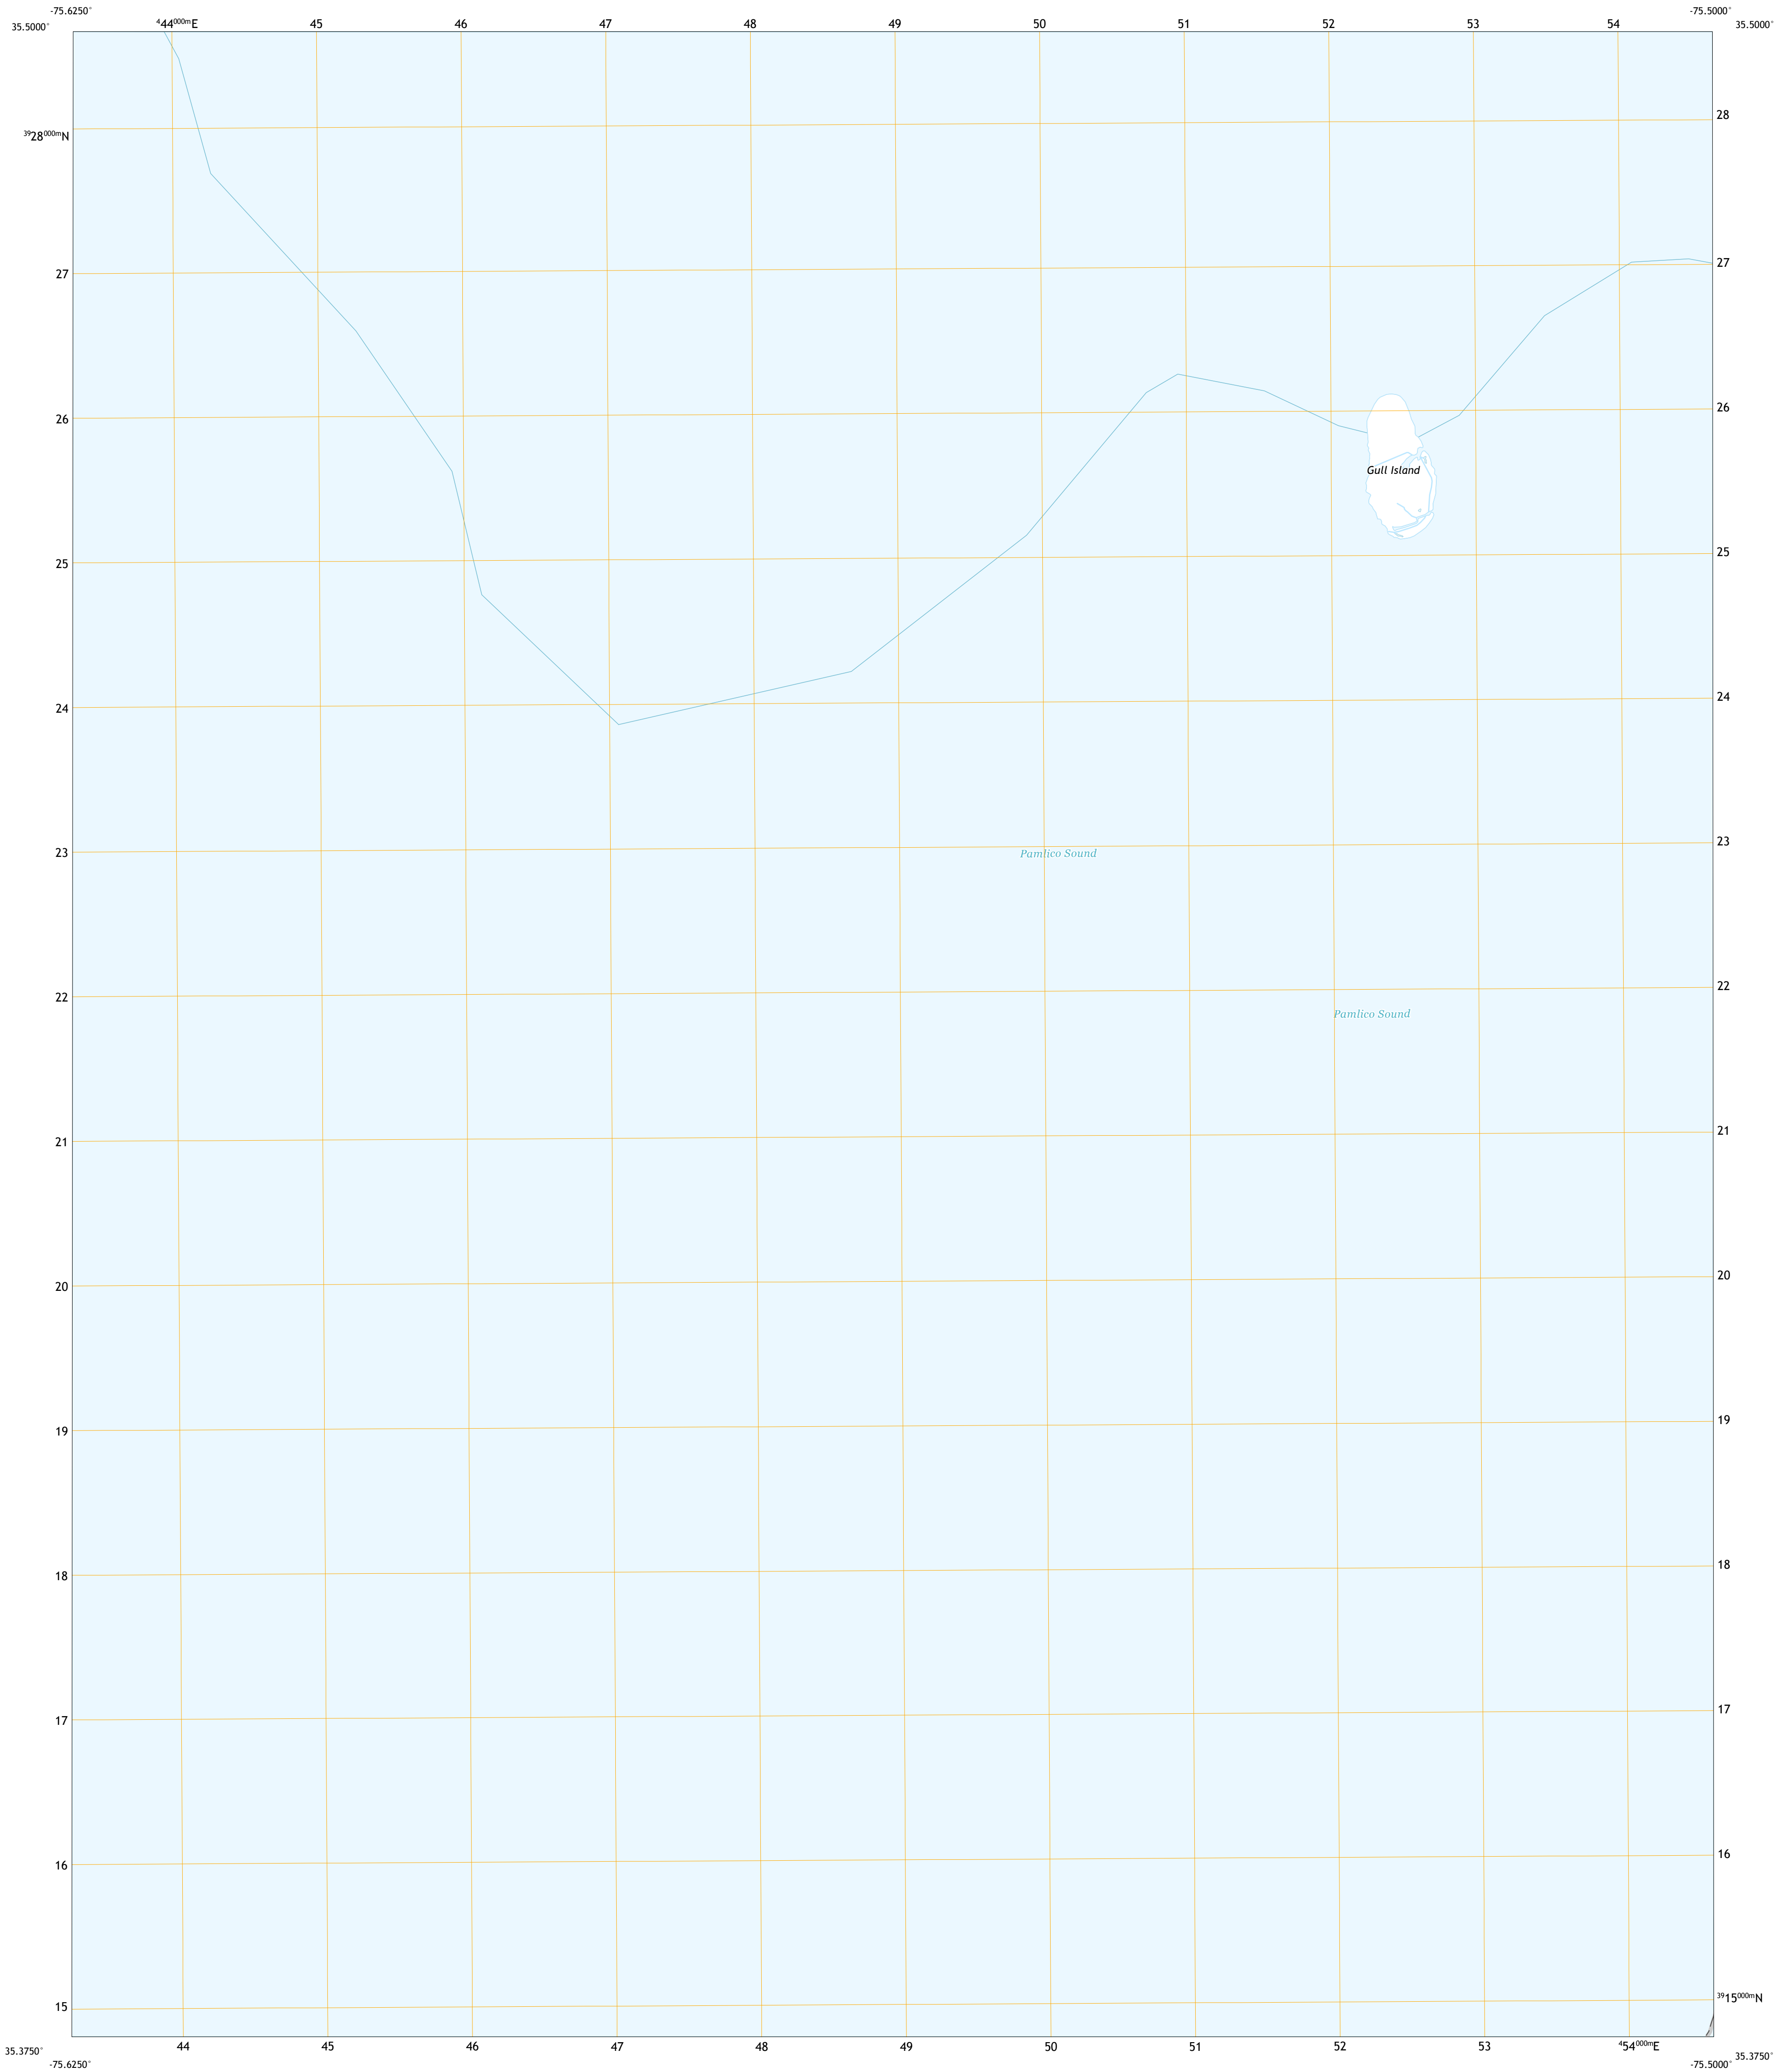 -75.6250° -75.5000°
35.5000° ⁴44⁰⁰⁰ᵐE 45 46 47 48 49 50 51 52 53 54 35.5000°
28
³⁹28⁰⁰⁰ᵐN
27 27
26 26
Gull Island
25 25
24 24
23 23
Pamlico Sound
22 22
Pamlico Sound
21 21
20 20
19 19
18 18
17 17
16 16
15 ³⁹15⁰⁰⁰ᵐN
35.3750° 44 45 46 47 48 49 50 51 52 53 ⁴54⁰⁰⁰ᵐE 35.3750°
-75.6250° -75.5000°